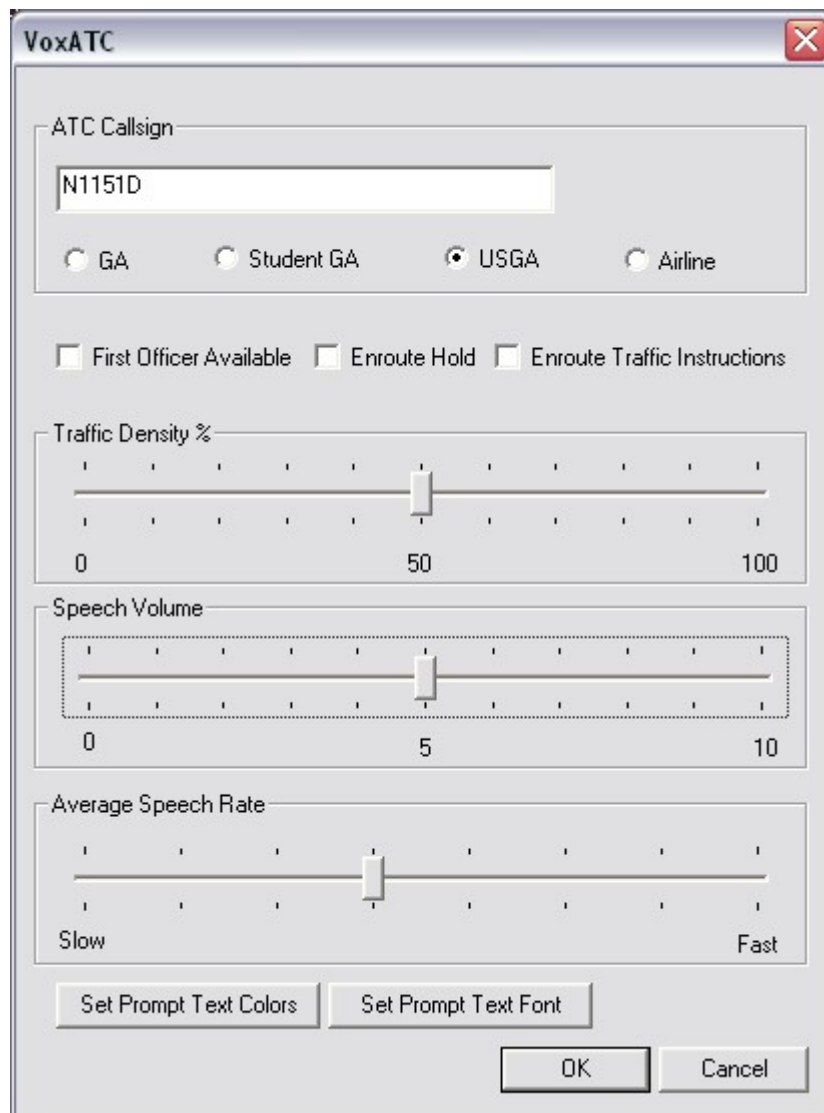 VoxATC
ATC Callsign
N1151D
GA Student GA USGA Airline
First Officer Available Enroute Hold Enroute Traffic Instructions
Traffic Density %
0 50 100
Speech Volume
0 5 10
Average Speech Rate
Slow Fast
Set Prompt Text Colors Set Prompt Text Font
OK Cancel